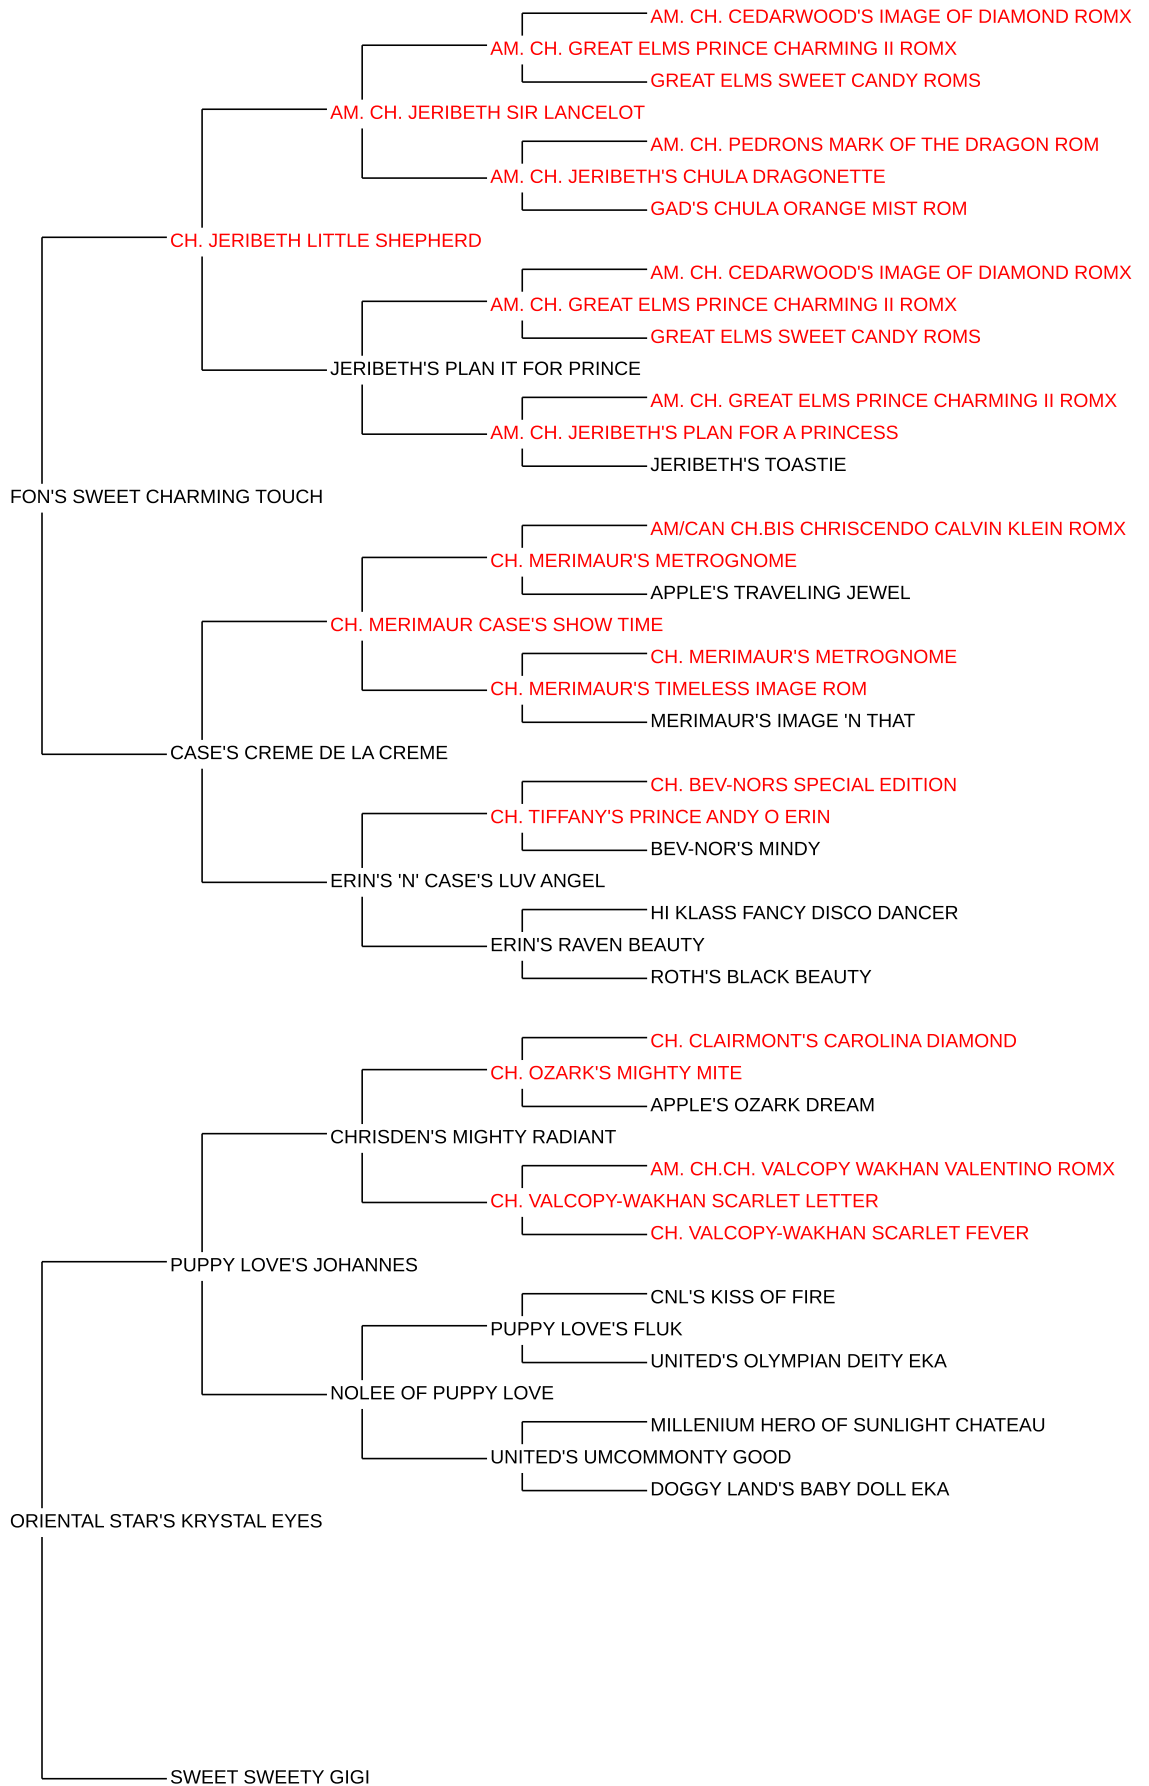 AM. CH. CEDARWOOD'S IMAGE OF DIAMOND ROMX
AM. CH. GREAT ELMS PRINCE CHARMING II ROMX
GREAT ELMS SWEET CANDY ROMS
AM. CH. JERIBETH SIR LANCELOT
AM. CH. PEDRONS MARK OF THE DRAGON ROM
AM. CH. JERIBETH'S CHULA DRAGONETTE
GAD'S CHULA ORANGE MIST ROM
CH. JERIBETH LITTLE SHEPHERD
AM. CH. CEDARWOOD'S IMAGE OF DIAMOND ROMX
AM. CH. GREAT ELMS PRINCE CHARMING II ROMX
GREAT ELMS SWEET CANDY ROMS
JERIBETH'S PLAN IT FOR PRINCE
AM. CH. GREAT ELMS PRINCE CHARMING II ROMX
AM. CH. JERIBETH'S PLAN FOR A PRINCESS
JERIBETH'S TOASTIE
FON'S SWEET CHARMING TOUCH
AM/CAN CH.BIS CHRISCENDO CALVIN KLEIN ROMX
CH. MERIMAUR'S METROGNOME
APPLE'S TRAVELING JEWEL
CH. MERIMAUR CASE'S SHOW TIME
CH. MERIMAUR'S METROGNOME
CH. MERIMAUR'S TIMELESS IMAGE ROM
MERIMAUR'S IMAGE 'N THAT
CASE'S CREME DE LA CREME
CH. BEV-NORS SPECIAL EDITION
CH. TIFFANY'S PRINCE ANDY O ERIN
BEV-NOR'S MINDY
ERIN'S 'N' CASE'S LUV ANGEL
HI KLASS FANCY DISCO DANCER
ERIN'S RAVEN BEAUTY
ROTH'S BLACK BEAUTY
CH. CLAIRMONT'S CAROLINA DIAMOND
CH. OZARK'S MIGHTY MITE
APPLE'S OZARK DREAM
CHRISDEN'S MIGHTY RADIANT
AM. CH.CH. VALCOPY WAKHAN VALENTINO ROMX
CH. VALCOPY-WAKHAN SCARLET LETTER
CH. VALCOPY-WAKHAN SCARLET FEVER
PUPPY LOVE'S JOHANNES
CNL'S KISS OF FIRE
PUPPY LOVE'S FLUK
UNITED'S OLYMPIAN DEITY EKA
NOLEE OF PUPPY LOVE
MILLENIUM HERO OF SUNLIGHT CHATEAU
UNITED'S UMCOMMONTY GOOD
DOGGY LAND'S BABY DOLL EKA
ORIENTAL STAR'S KRYSTAL EYES
SWEET SWEETY GIGI